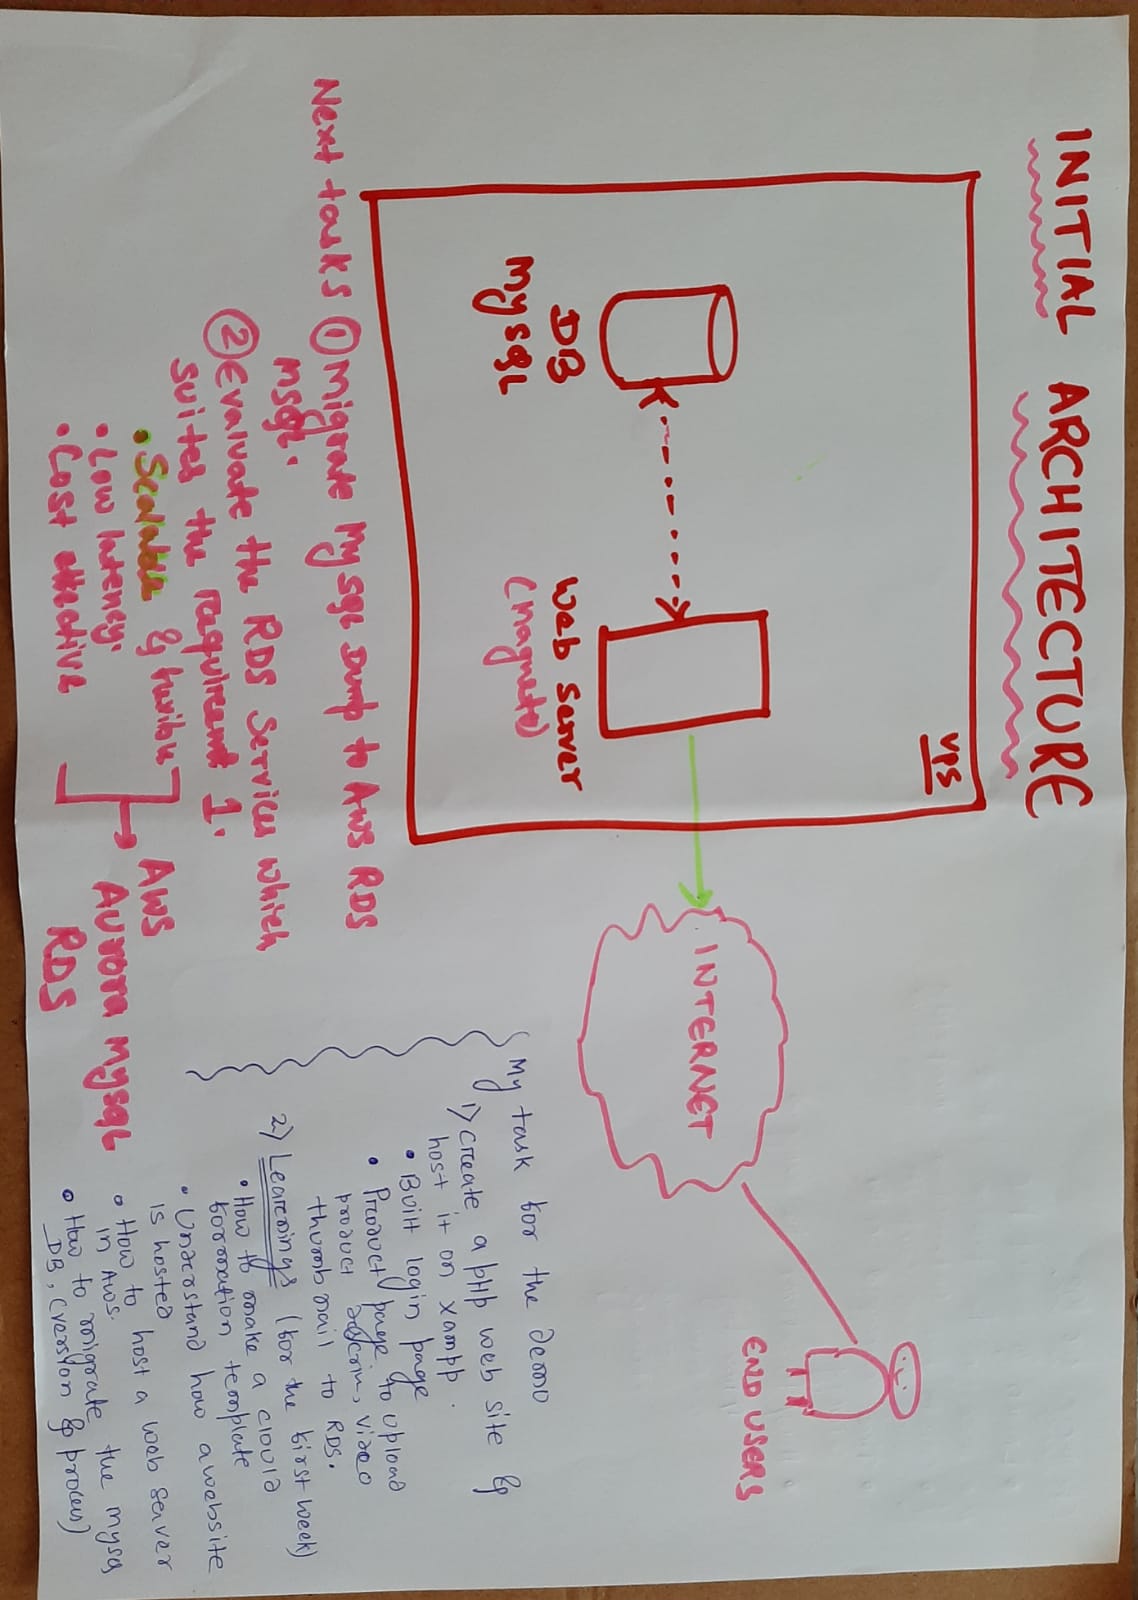 INITIAL ARCHITECTURE
VPS
DB
MySQL
Web Server
(Magneto)
INTERNET
END USERS
Next tasks ① Migrate MySQL Dump to AWS RDS
MSQL.
② Evaluate the RDS Services which
suites the requirement 1.
• Scalable &
• Low latency.
• Cost effective
AWS
Aurora MySQL
RDS
My task for the demo
1) Create a PHP web site &
host it on xampp.
• Built login page
• Product page to upload
product descrin, video
thumbnail to RDS.
2) Learnings (for the first week)
• How to make a cloud
formation template
• Understand how a website
is hosted
• How to host a web server
in AWS.
• How to migrate the mysql
DB, (version & process)